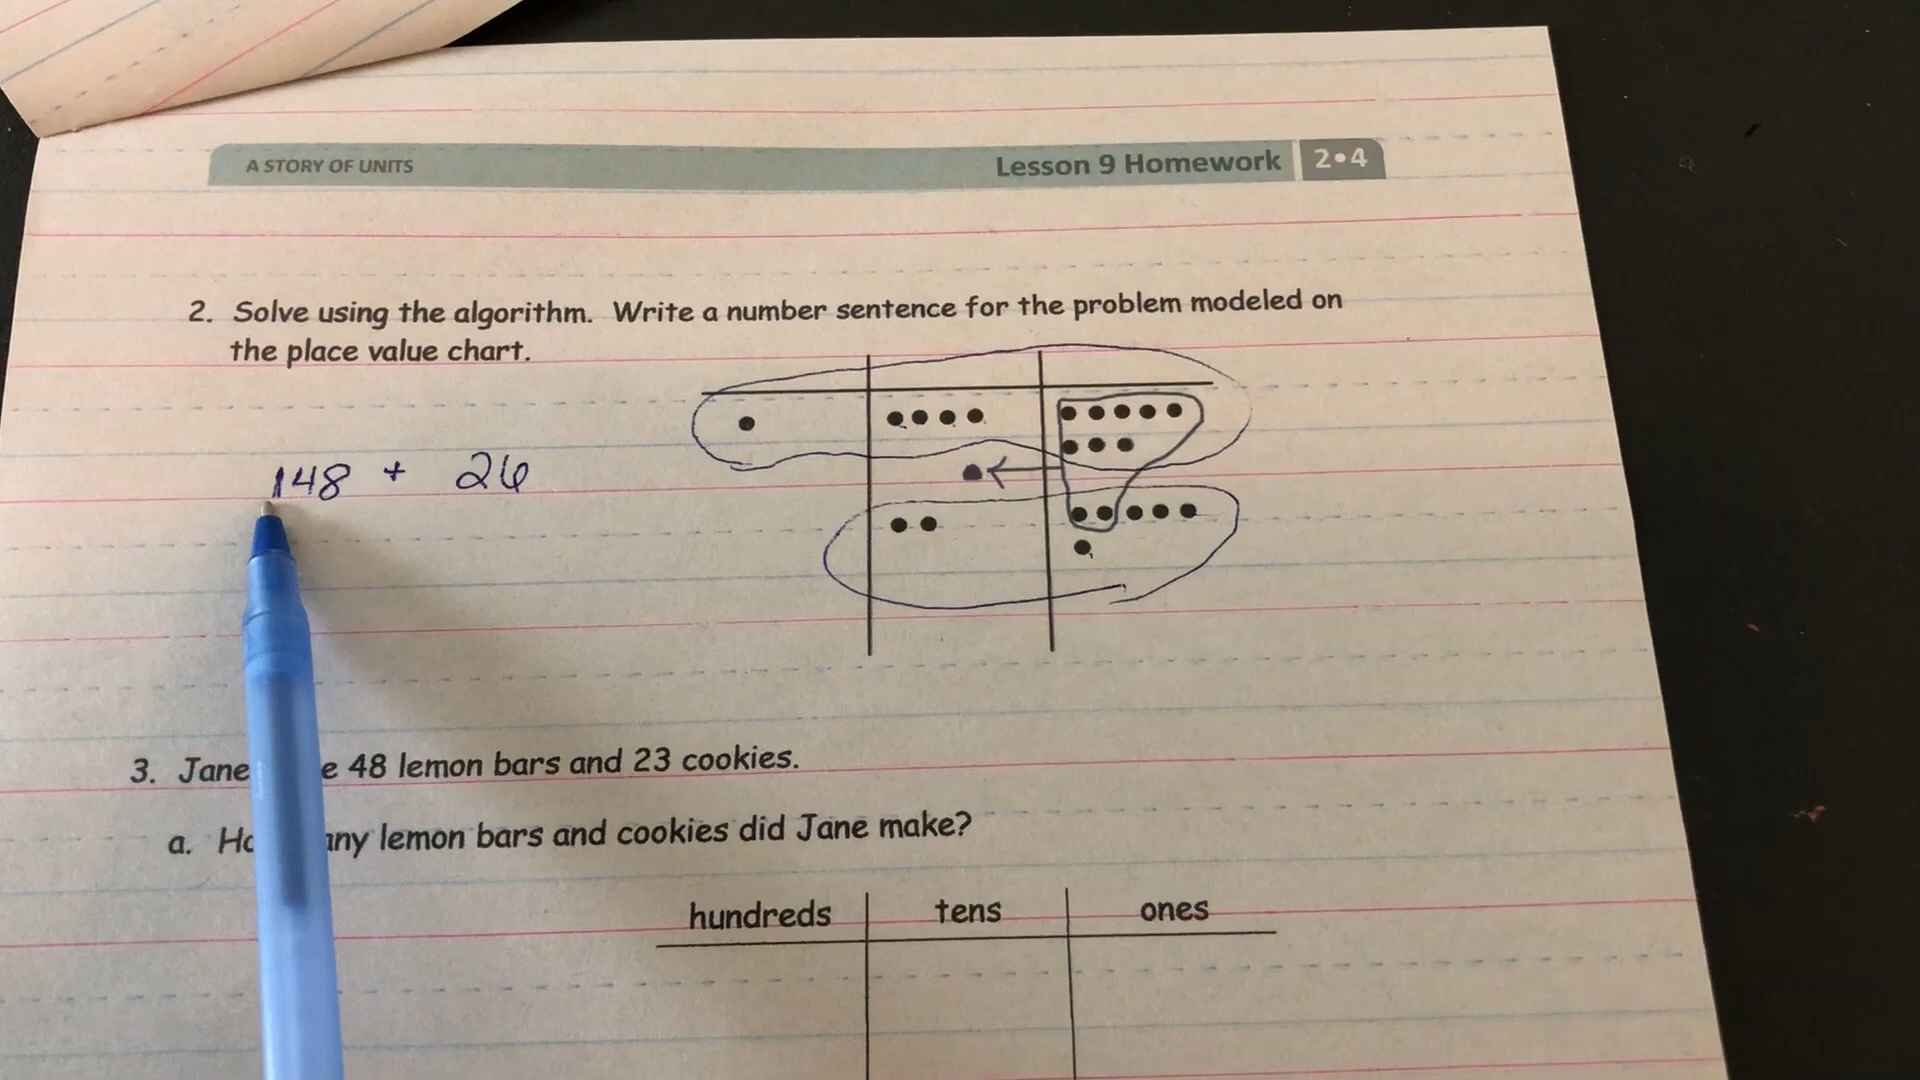 A STORY OF UNITS
Lesson 9 Homework 2•4
2. Solve using the algorithm. Write a number sentence for the problem modeled on
the place value chart.
148 + 26
3. Jane 48 lemon bars and 23 cookies.
a. lemon bars and cookies did Jane make?
hundreds tens ones